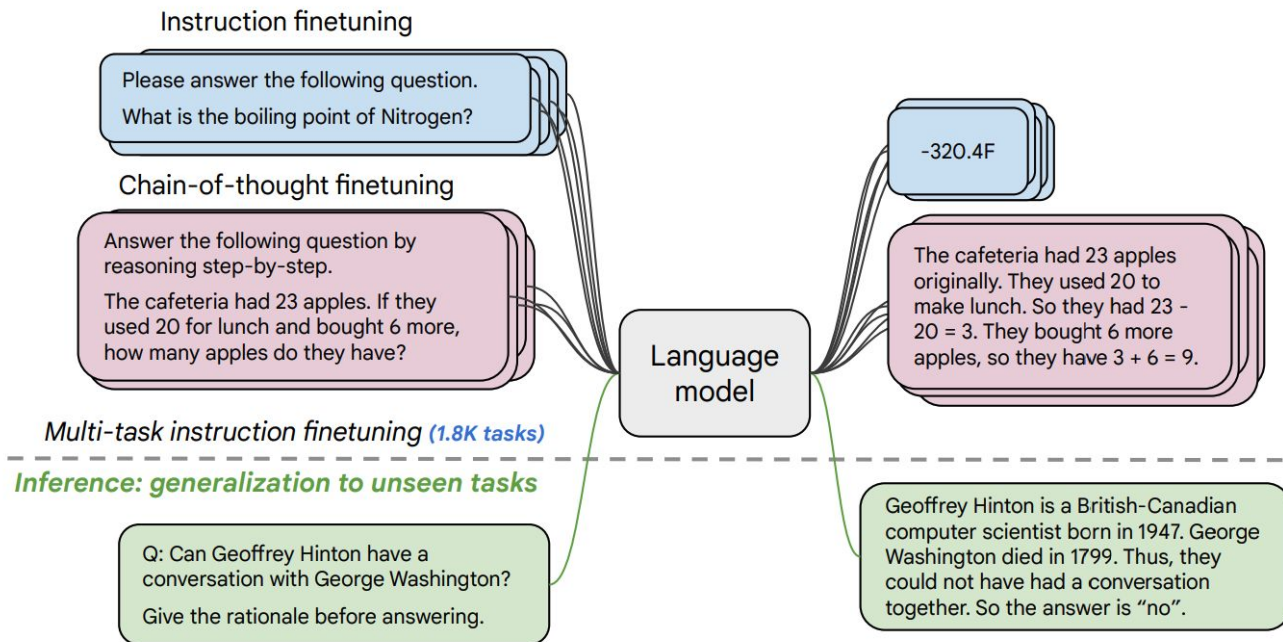 Instruction finetuning
Please answer the following question.
What is the boiling point of Nitrogen?
-320.4F
Chain-of-thought finetuning
Answer the following question by
reasoning step-by-step.
The cafeteria had 23 apples. If they
used 20 for lunch and bought 6 more,
how many apples do they have?
Language
model
The cafeteria had 23 apples
originally. They used 20 to
make lunch. So they had 23 -
20 = 3. They bought 6 more
apples, so they have 3 + 6 = 9.
Multi-task instruction finetuning (1.8K tasks)
Inference: generalization to unseen tasks
Q: Can Geoffrey Hinton have a
conversation with George Washington?
Give the rationale before answering.
Geoffrey Hinton is a British-Canadian
computer scientist born in 1947. George
Washington died in 1799. Thus, they
could not have had a conversation
together. So the answer is “no”.